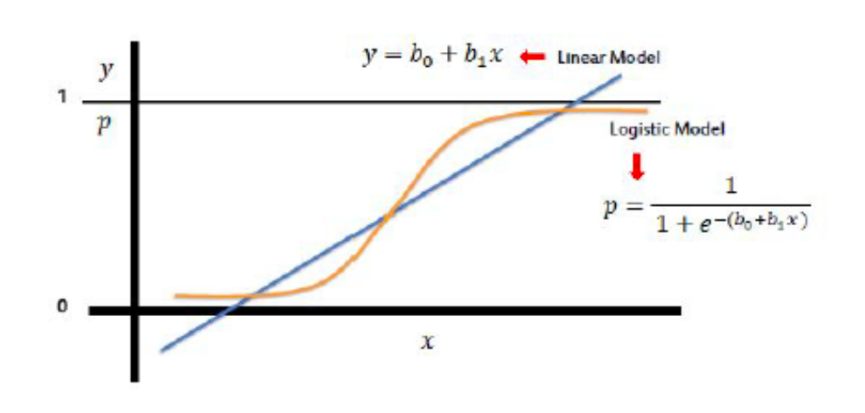 y = b₀ + b₁x
Linear Model
y
1
p
Logistic Model
p = 1 / (1 + e^−(b₀+b₁x))
0
x